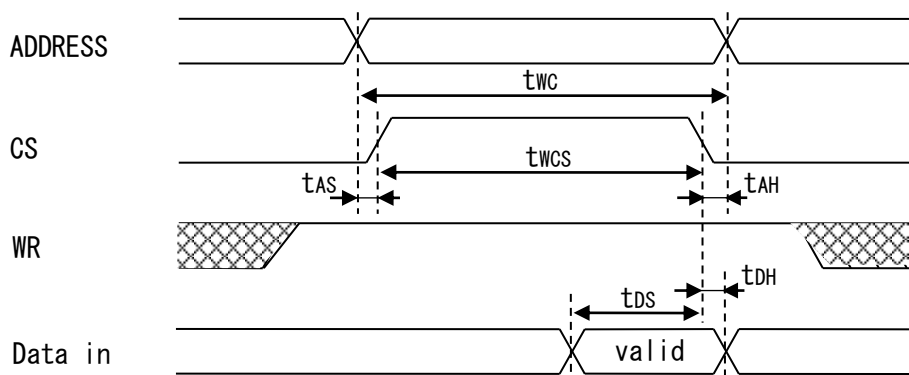 ADDRESS
tWC
CS
tWCS
tAS
tAH
WR
tDH
tDS
Data in
valid